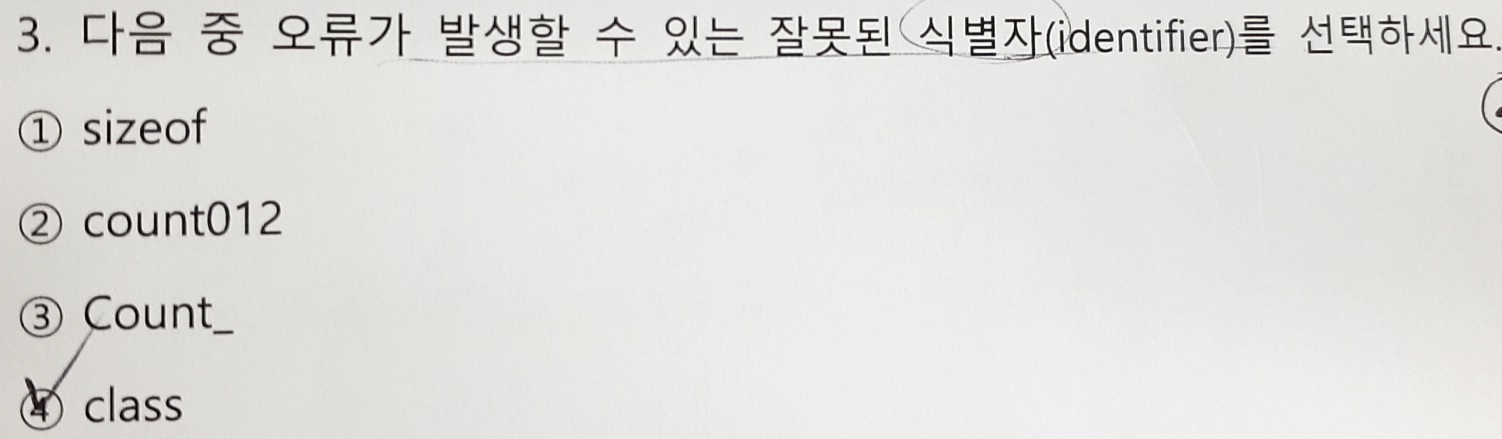 3. 다음 중 오류가 발생할 수 있는 잘못된 식별자(identifier)를 선택하세요.
① sizeof
② count012
③ Count_
④ class